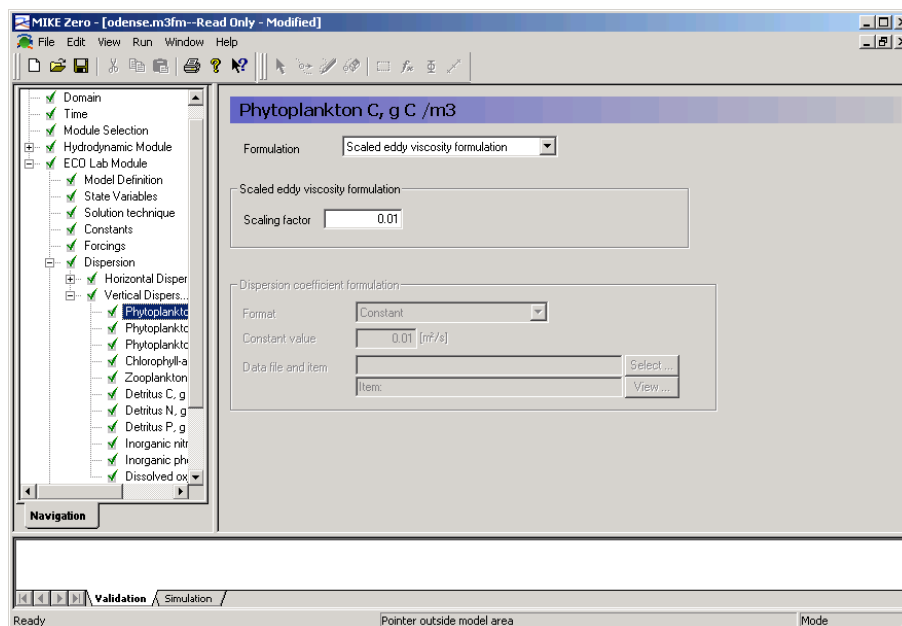 MIKE Zero - [odense.m3fm--Read Only - Modified]
File Edit View Run Window Help
Domain
Time
Module Selection
Hydrodynamic Module
ECO Lab Module
Model Definition
State Variables
Solution technique
Constants
Forcings
Dispersion
Horizontal Disper
Vertical Dispers...
Phytoplankto
Phytoplankto
Phytoplankto
Chlorophyll-a
Zooplankton
Detritus C, g
Detritus N, g
Detritus P, g
Inorganic nitr
Inorganic pho
Dissolved ox
Navigation
Phytoplankton C, g C /m3
Formulation Scaled eddy viscosity formulation
Scaled eddy viscosity formulation
Scaling factor 0.01
Dispersion coefficient formulation
Format Constant
Constant value 0.01 [m²/s]
Data file and item Select ...
Item: View ...
Validation Simulation
Ready Pointer outside model area Mode